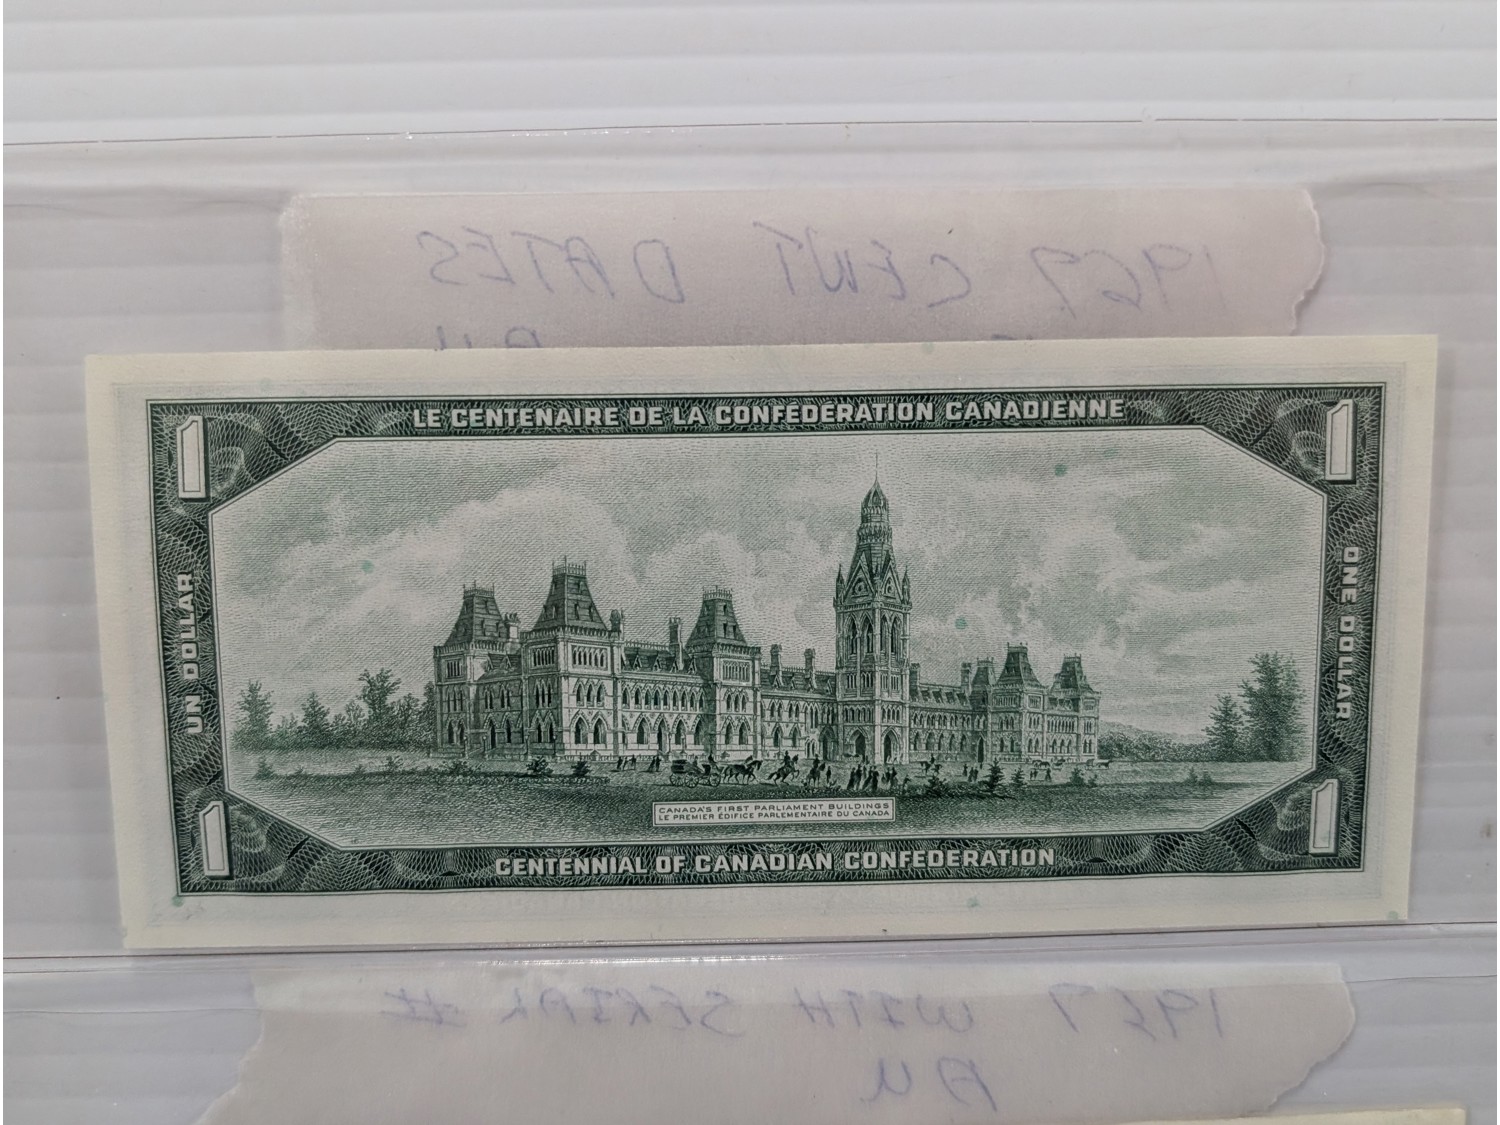 1967 CENT DATES
AU
1
LE CENTENAIRE DE LA CONFÉDÉRATION CANADIENNE
1
UN DOLLAR
ONE DOLLAR
CANADA'S FIRST PARLIAMENT BUILDINGS
LE PREMIER ÉDIFICE PARLEMENTAIRE DU CANADA
1
CENTENNIAL OF CANADIAN CONFEDERATION
1
1967 WITH SERIAL #
AU